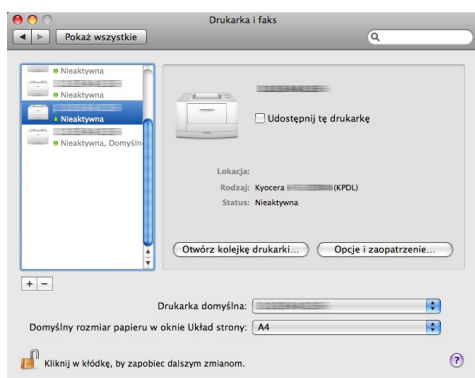 Drukarka i faks
Pokaż wszystkie
Nieaktywna
Nieaktywna
Nieaktywna
Nieaktywna, Domyśln
Udostępnij tę drukarkę
Lokacja:
Rodzaj: Kyocera (KPDL)
Status: Nieaktywna
Otwórz kolejkę drukarki... Opcje i zaopatrzenie...
+ −
Drukarka domyślna:
Domyślny rozmiar papieru w oknie Układ strony: A4
Kliknij w kłódkę, by zapobiec dalszym zmianom. ?